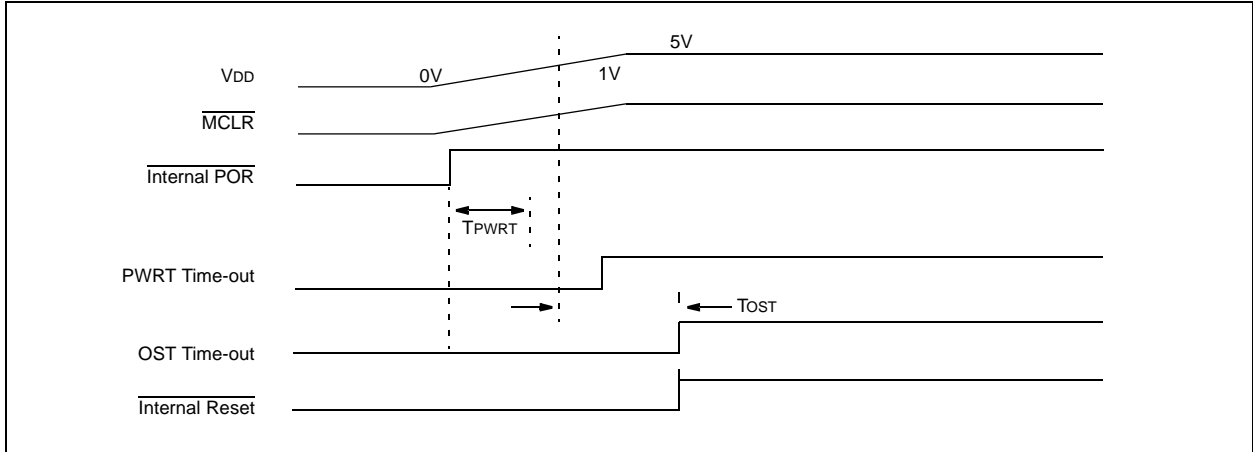 5V
VDD 0V 1V
MCLR
Internal POR
TPWRT
PWRT Time-out
TOST
OST Time-out
Internal Reset